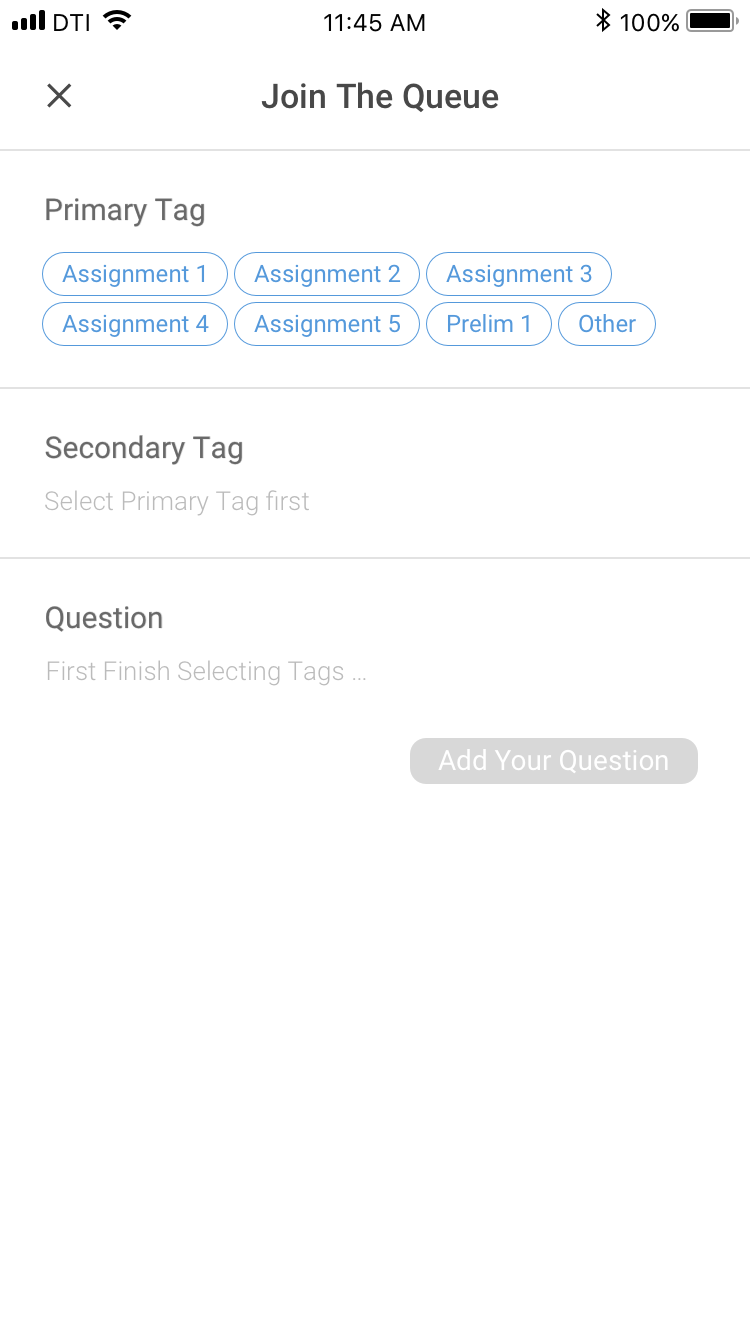 DTI 11:45 AM 100%
Join The Queue
Primary Tag
Assignment 1 Assignment 2 Assignment 3
Assignment 4 Assignment 5 Prelim 1 Other
Secondary Tag
Select Primary Tag first
Question
First Finish Selecting Tags ...
Add Your Question